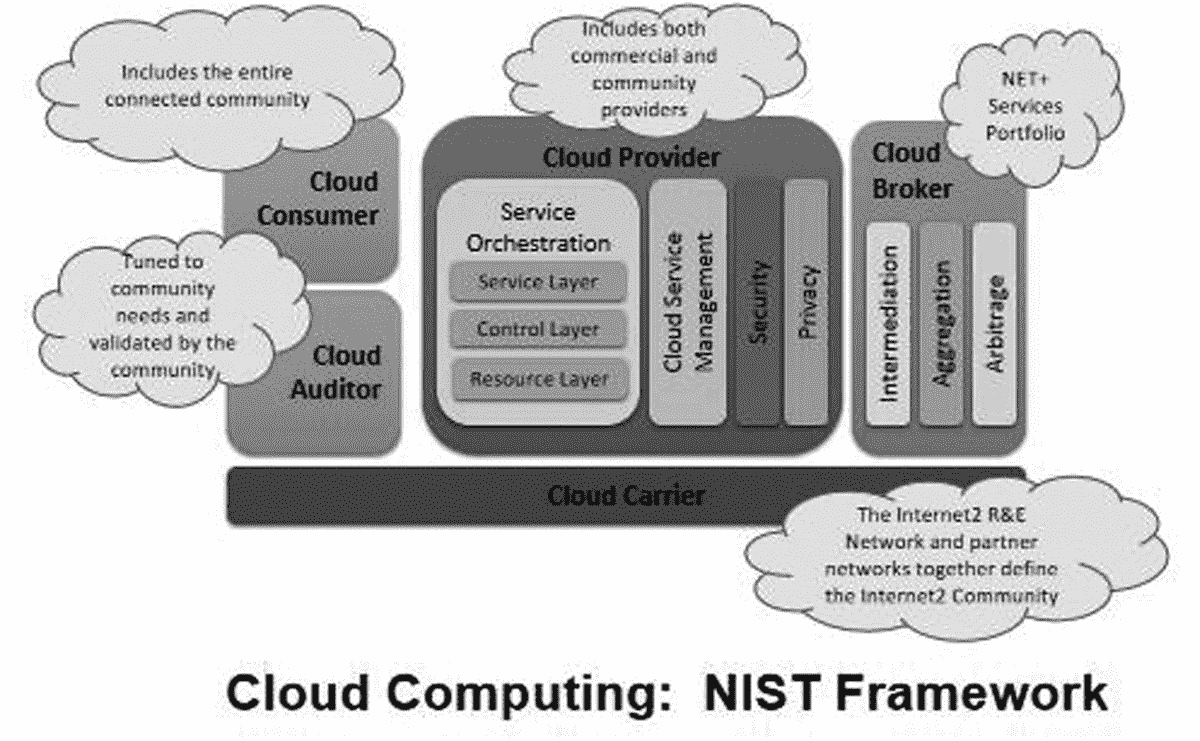 Includes the entire
connected community
Includes both
commercial and
community
providers
NET+
Services
Portfolio
Cloud
Consumer
Tuned to
community
needs and
validated by the
community
Cloud
Auditor
Cloud Provider
Service
Orchestration
Service Layer
Control Layer
Resource Layer
Cloud Service
Management
Security
Privacy
Cloud
Broker
Intermediation
Aggregation
Arbitrage
Cloud Carrier
The Internet2 R&E
Network and partner
networks together define
the Internet2 Community
Cloud Computing: NIST Framework